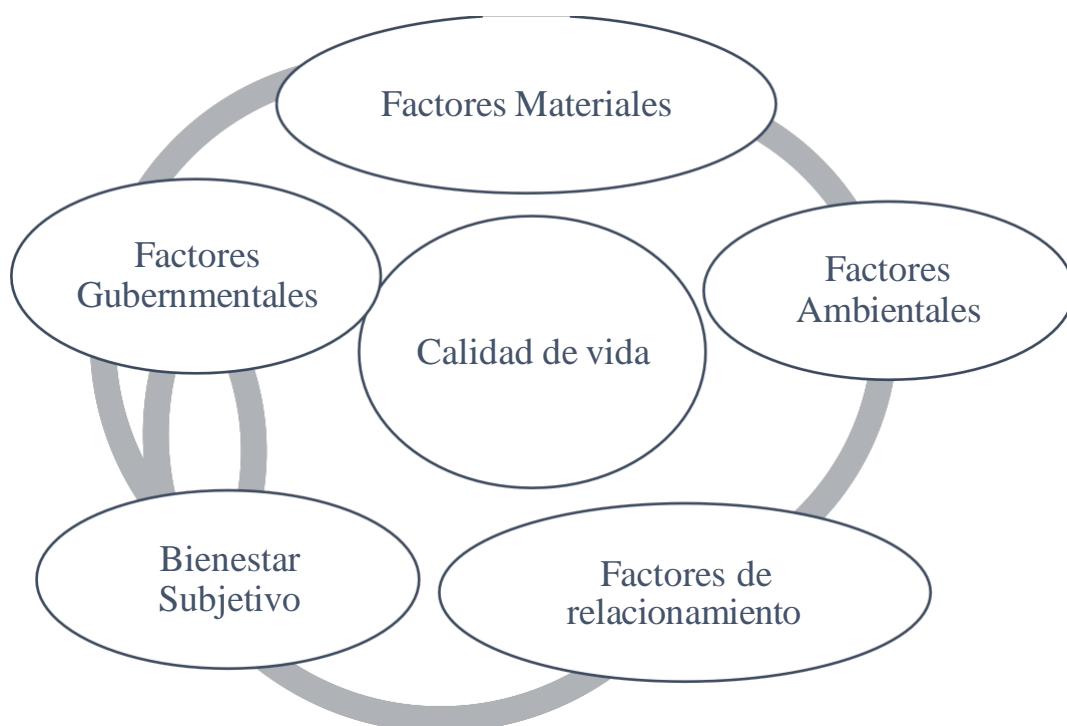 Factores Materiales
Factores
Gubernmentales
Factores
Ambientales
Calidad de vida
Bienestar
Subjetivo
Factores de
relacionamiento